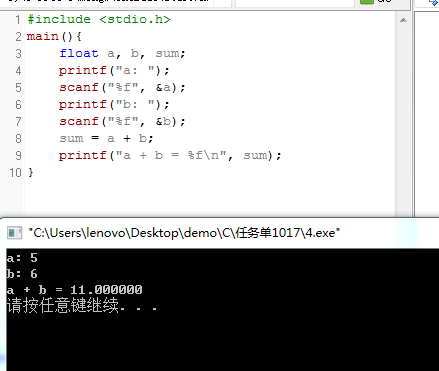 1 #include <stdio.h>
2 main(){
3     float a, b, sum;
4     printf("a: ");
5     scanf("%f", &a);
6     printf("b: ");
7     scanf("%f", &b);
8     sum = a + b;
9     printf("a + b = %f\n", sum);
10 }
"C:\Users\lenovo\Desktop\demo\C\任务单1017\4.exe"
a: 5
b: 6
a + b = 11.000000
请按任意键继续. . .